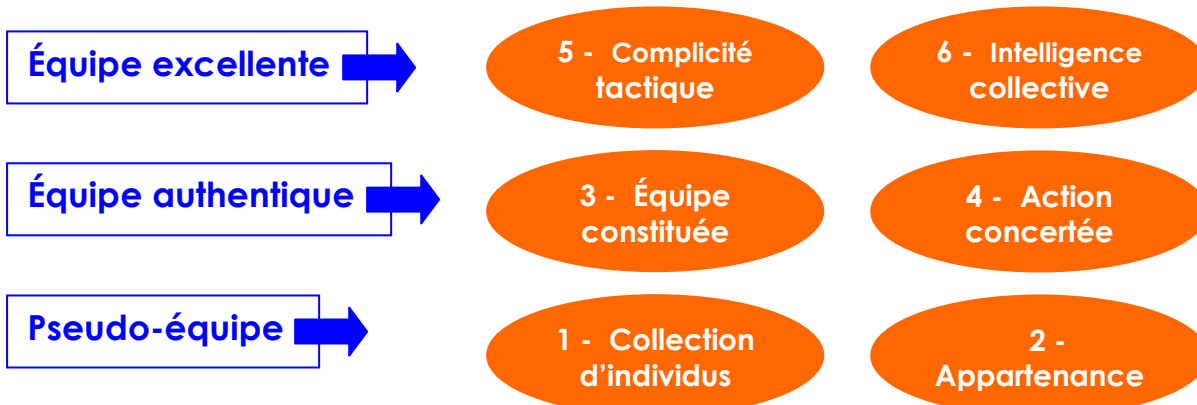 Équipe excellente
5 - Complicité
tactique
6 - Intelligence
collective
Équipe authentique
3 - Équipe
constituée
4 - Action
concertée
Pseudo-équipe
1 - Collection
d’individus
2 -
Appartenance